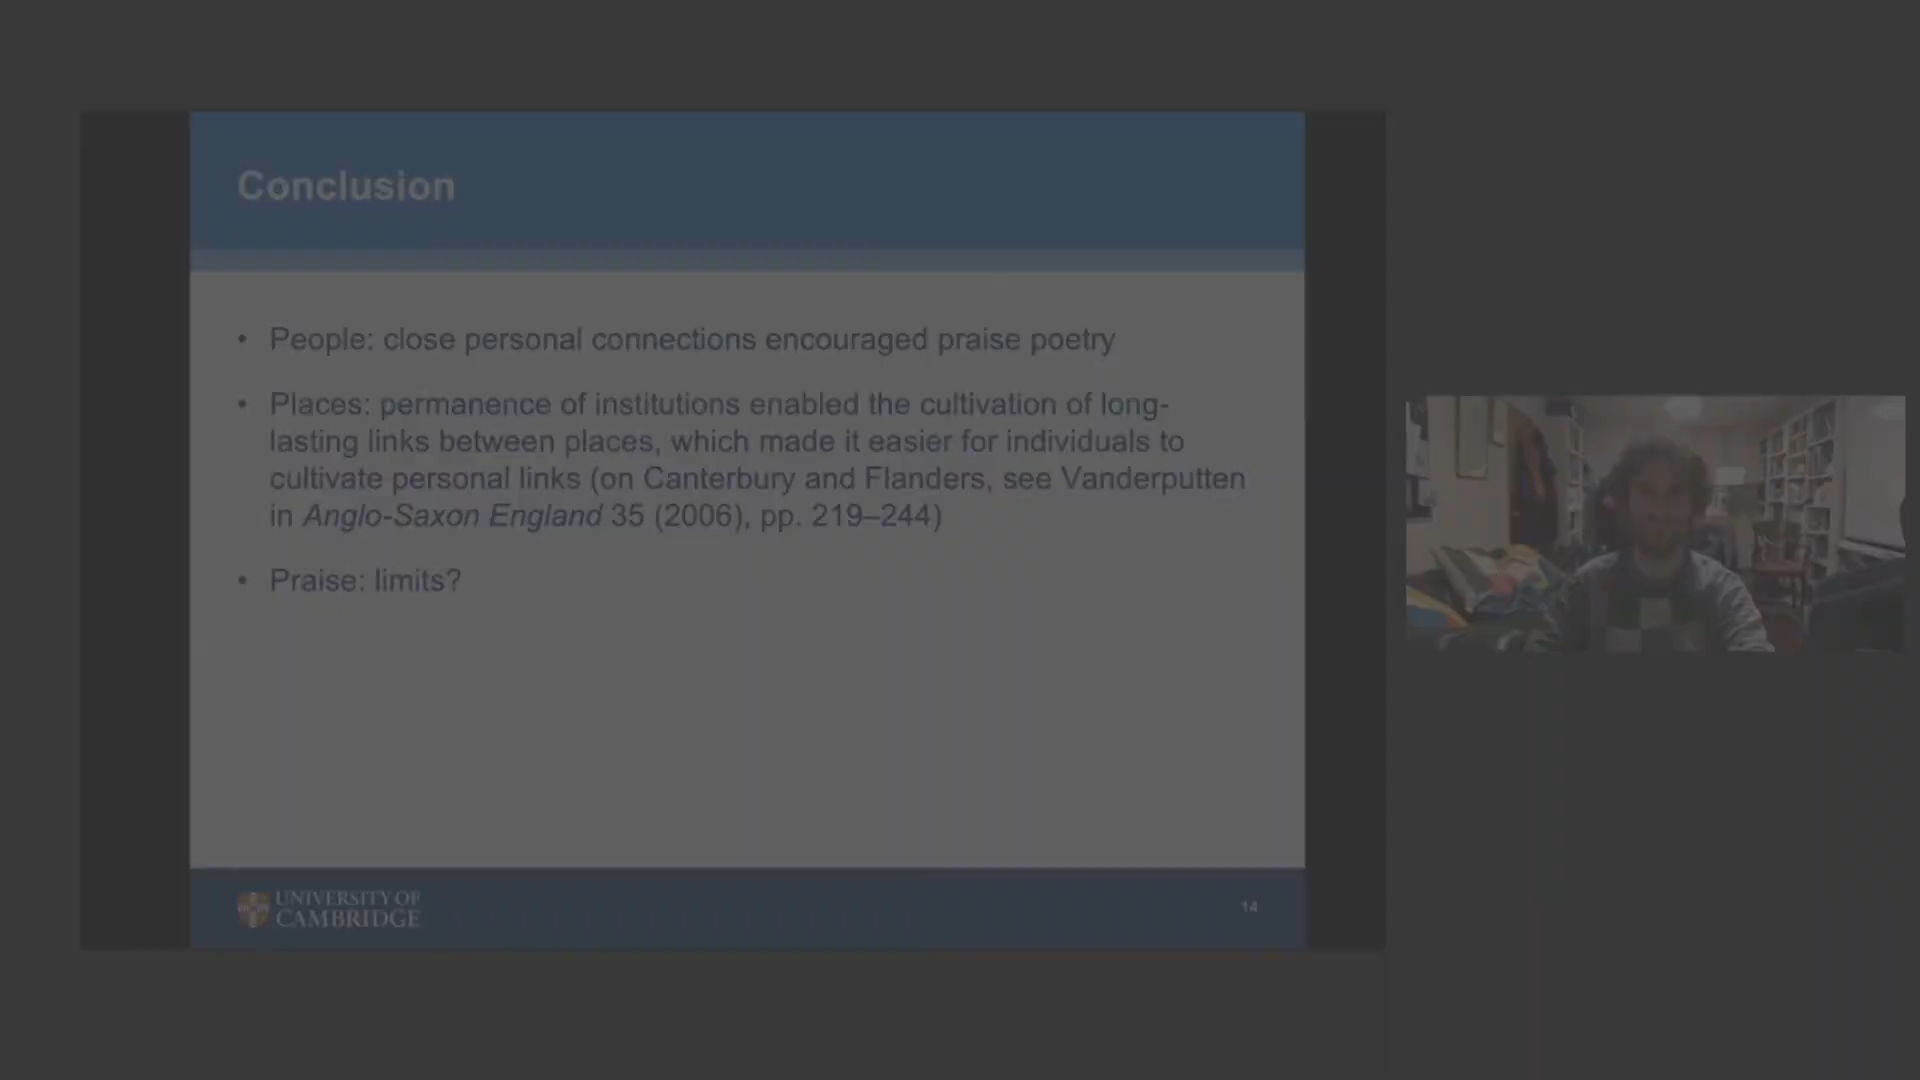 Conclusion
• People: close personal connections encouraged praise poetry
• Places: permanence of institutions enabled the cultivation of long-
lasting links between places, which made it easier for individuals to
cultivate personal links (on Canterbury and Flanders, see Vanderputten
in Anglo-Saxon England 35 (2006), pp. 219–244)
• Praise: limits?
UNIVERSITY OF
CAMBRIDGE
14